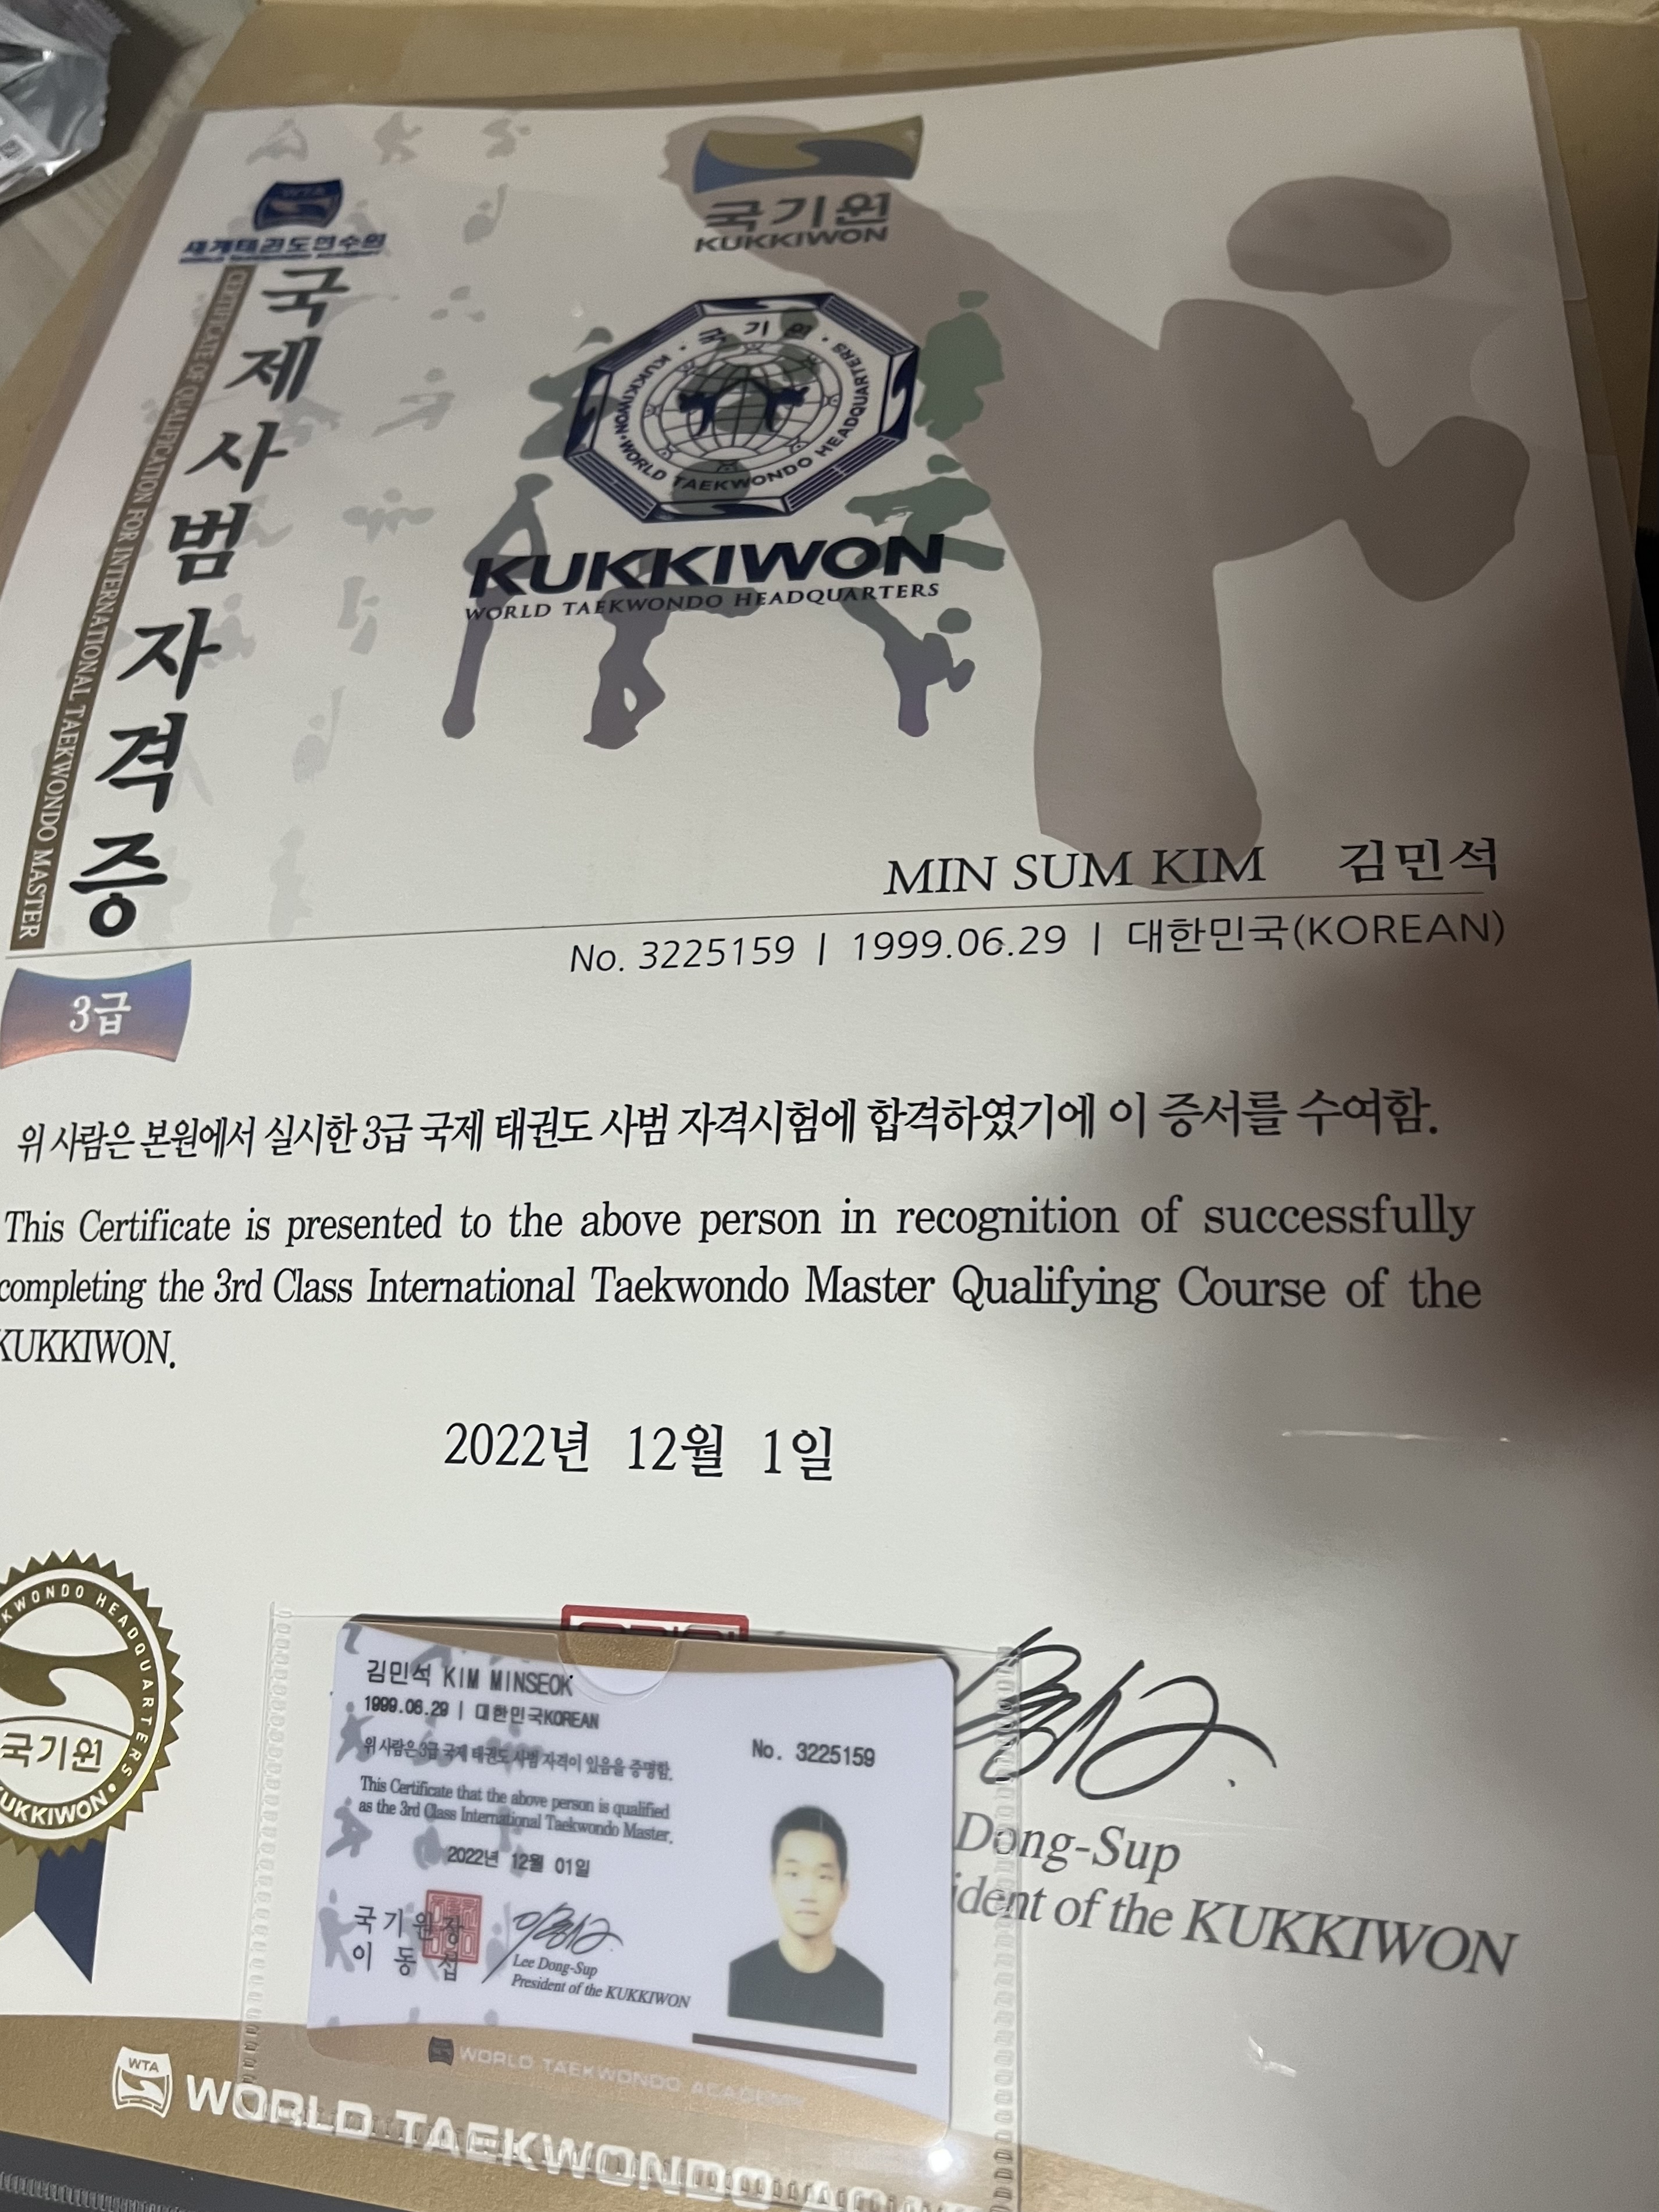 WTA
세계태권도연수원
국기원
KUKKIWON
국제사범자격증
CERTIFICATE OF QUALIFICATION FOR INTERNATIONAL TAEKWONDO MASTER
국기원
KUKKIWON•WORLD TAEKWONDO HEADQUARTERS
KUKKIWON
WORLD TAEKWONDO HEADQUARTERS
MIN SUM KIM 김민석
No. 3225159 | 1999.06.29 | 대한민국(KOREAN)
3급
위 사람은 본원에서 실시한 3급 국제 태권도 사범 자격시험에 합격하였기에 이 증서를 수여함.
This Certificate is presented to the above person in recognition of successfully
completing the 3rd Class International Taekwondo Master Qualifying Course of the
KUKKIWON.
2022년 12월 1일
KWONDO HEADQUARTERS
국기원
KUKKIWON
김민석 KIM MINSEOK
1999.06.29 | 대한민국KOREAN
위 사람은 3급 국제 태권도 사범 자격이 있음을 증명함.
No. 3225159
This Certificate that the above person is qualified
as the 3rd Class International Taekwondo Master.
2022년 12월 01일
국기원장
이동섭
Lee Dong-Sup
President of the KUKKIWON
WORLD TAEKWONDO ACADEMY
Dong-Sup
ident of the KUKKIWON
WTA
WORLD TAEKWONDO